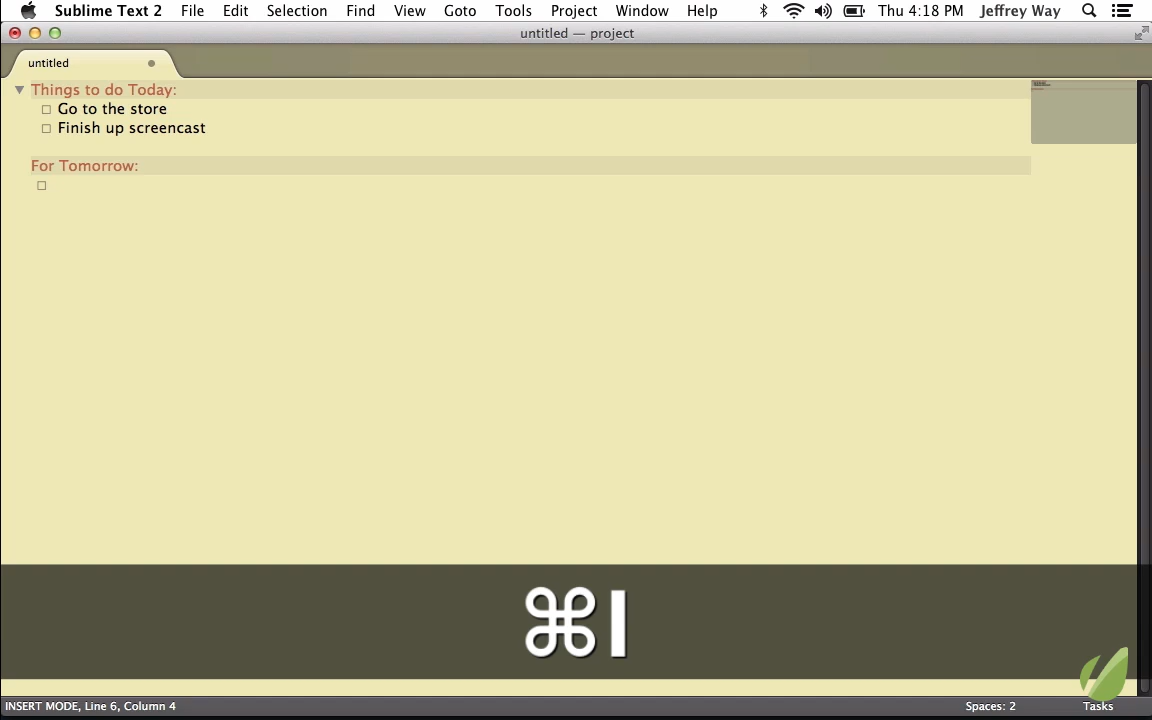 Sublime Text 2 File Edit Selection Find View Goto Tools Project Window Help Thu 4:18 PM Jeffrey Way
untitled — project
untitled
Things to do Today:
Go to the store
Finish up screencast
For Tomorrow:
⌘I
INSERT MODE, Line 6, Column 4 Spaces: 2 Tasks